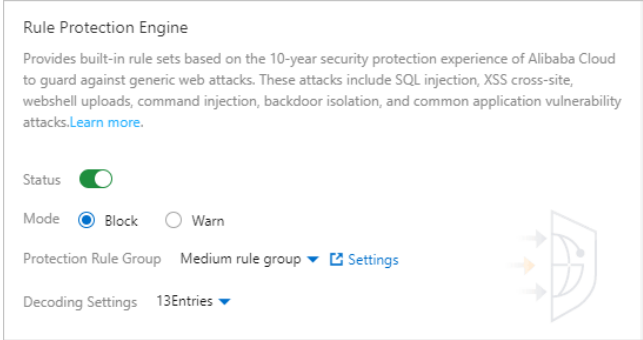 Rule Protection Engine
Provides built-in rule sets based on the 10-year security protection experience of Alibaba Cloud
to guard against generic web attacks. These attacks include SQL injection, XSS cross-site,
webshell uploads, command injection, backdoor isolation, and common application vulnerability
attacks.Learn more.
Status
Mode Block Warn
Protection Rule Group Medium rule group Settings
Decoding Settings 13Entries